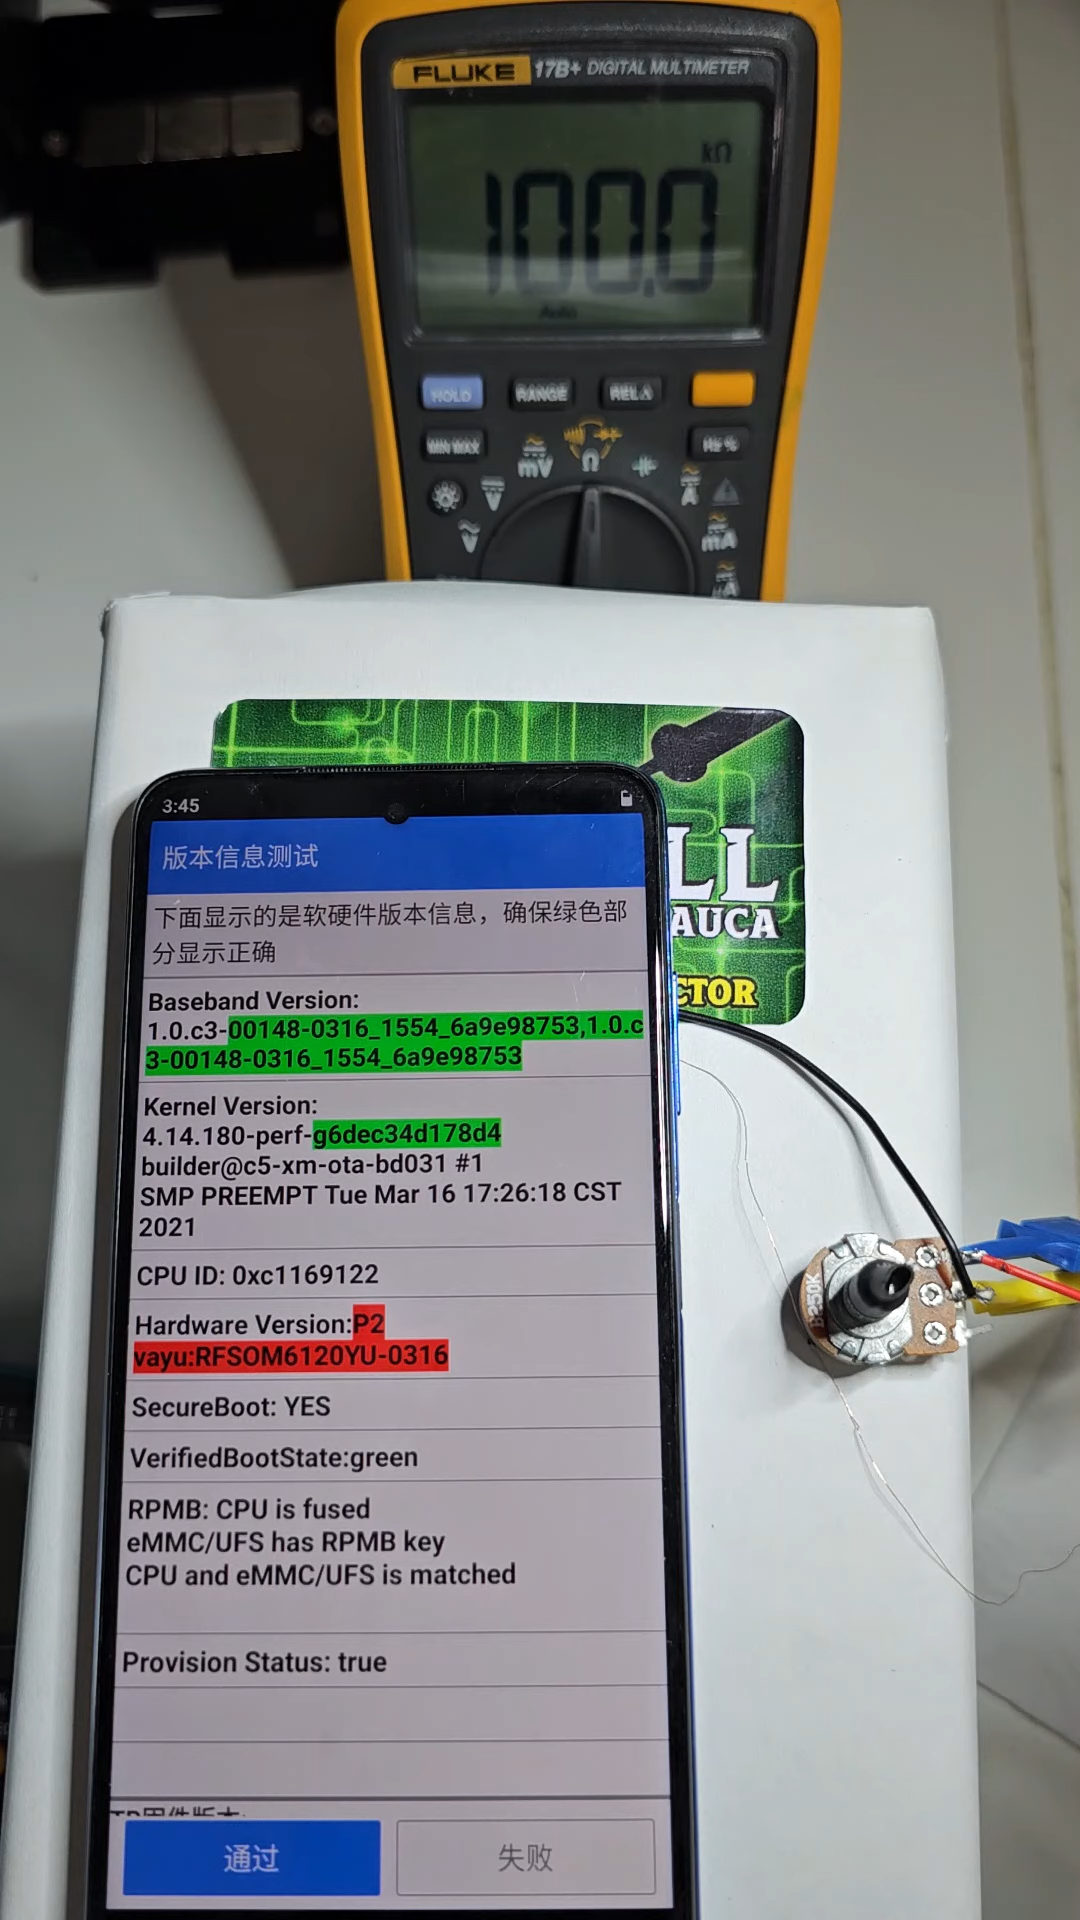 FLUKE 17B+ DIGITAL MULTIMETER
kΩ
100.0
Auto
HOLD RANGE REL△
MIN MAX Hz %
mV Ω
V A
V mA
3:45
版本信息测试
下面显示的是软硬件版本信息，确保绿色部
分显示正确
Baseband Version:
1.0.c3-00148-0316_1554_6a9e98753,1.0.c
3-00148-0316_1554_6a9e98753
Kernel Version:
4.14.180-perf-g6dec34d178d4
builder@c5-xm-ota-bd031 #1
SMP PREEMPT Tue Mar 16 17:26:18 CST
2021
CPU ID: 0xc1169122
Hardware Version:P2
vayu:RFSOM6120YU-0316
SecureBoot: YES
VerifiedBootState:green
RPMB: CPU is fused
eMMC/UFS has RPMB key
CPU and eMMC/UFS is matched
Provision Status: true
通过 失败
LL
AUCA
CTOR
B250K